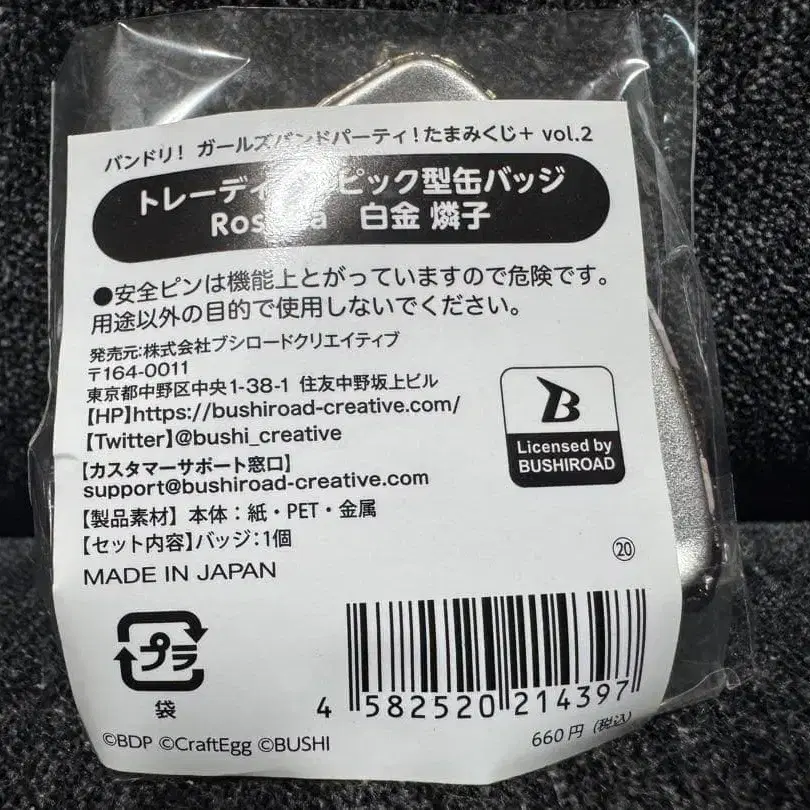 バンドリ! ガールズバンドパーティ!たまみくじ+ vol.2
ピック型缶バッジ
白金 燐子
●安全ピンは機能上とがっていますので危険です。
用途以外の目的で使用しないでください。
発売元:株式会社ブシロードクリエイティブ
〒164-0011
東京都中野区中央1-38-1 住友中野坂上ビル
【HP】https://bushiroad-creative.com/
【Twitter】@bushi_creative
【カスタマーサポート窓口】
support@bushiroad-creative.com
B
Licensed by
BUSHIROAD
【製品素材】本体:紙・PET・金属
【セット内容】バッジ:1個
⑳
MADE IN JAPAN
プラ
袋
4 582520 214397
©BDP ©CraftEgg ©BUSHI
660円(税込)